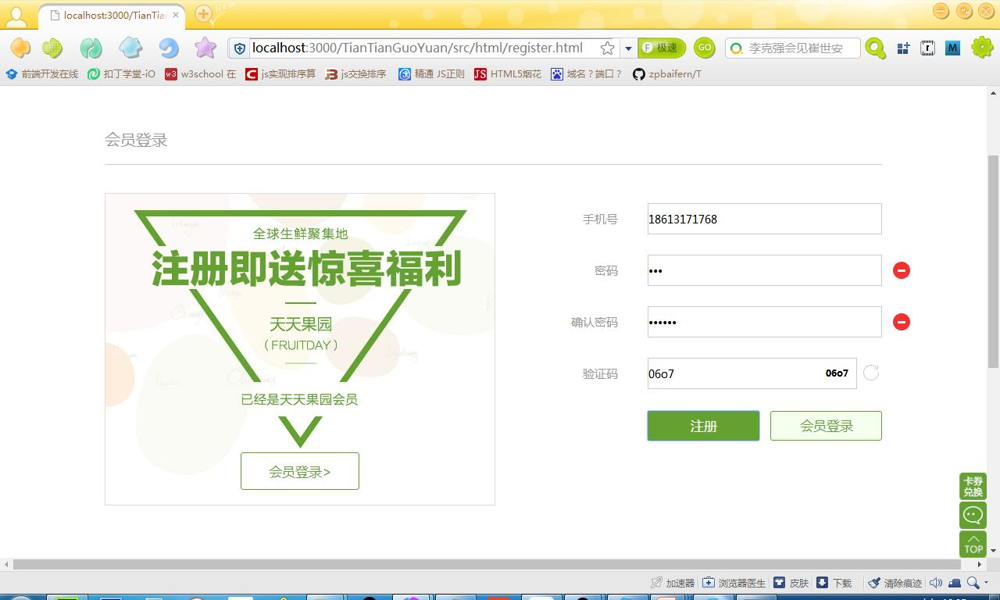 localhost:3000/TianTia
New
localhost:3000/TianTianGuoYuan/src/html/register.html
极速
GO
李克强会见崔世安
前端开发在线
扣丁学堂-iO
w3school 在
js实现排序算
js交换排序
精通 JS正则
HTML5烟花
域名？端口？
zpbaifern/T
会员登录
全球生鲜聚集地
注册即送惊喜福利
天天果园
（FRUITDAY）
已经是天天果园会员
会员登录>
手机号
18613171768
密码
•••
确认密码
••••••
验证码
06o7
06o7
注册
会员登录
卡券
兑换
TOP
加速器
浏览器医生
皮肤
下载
清除痕迹